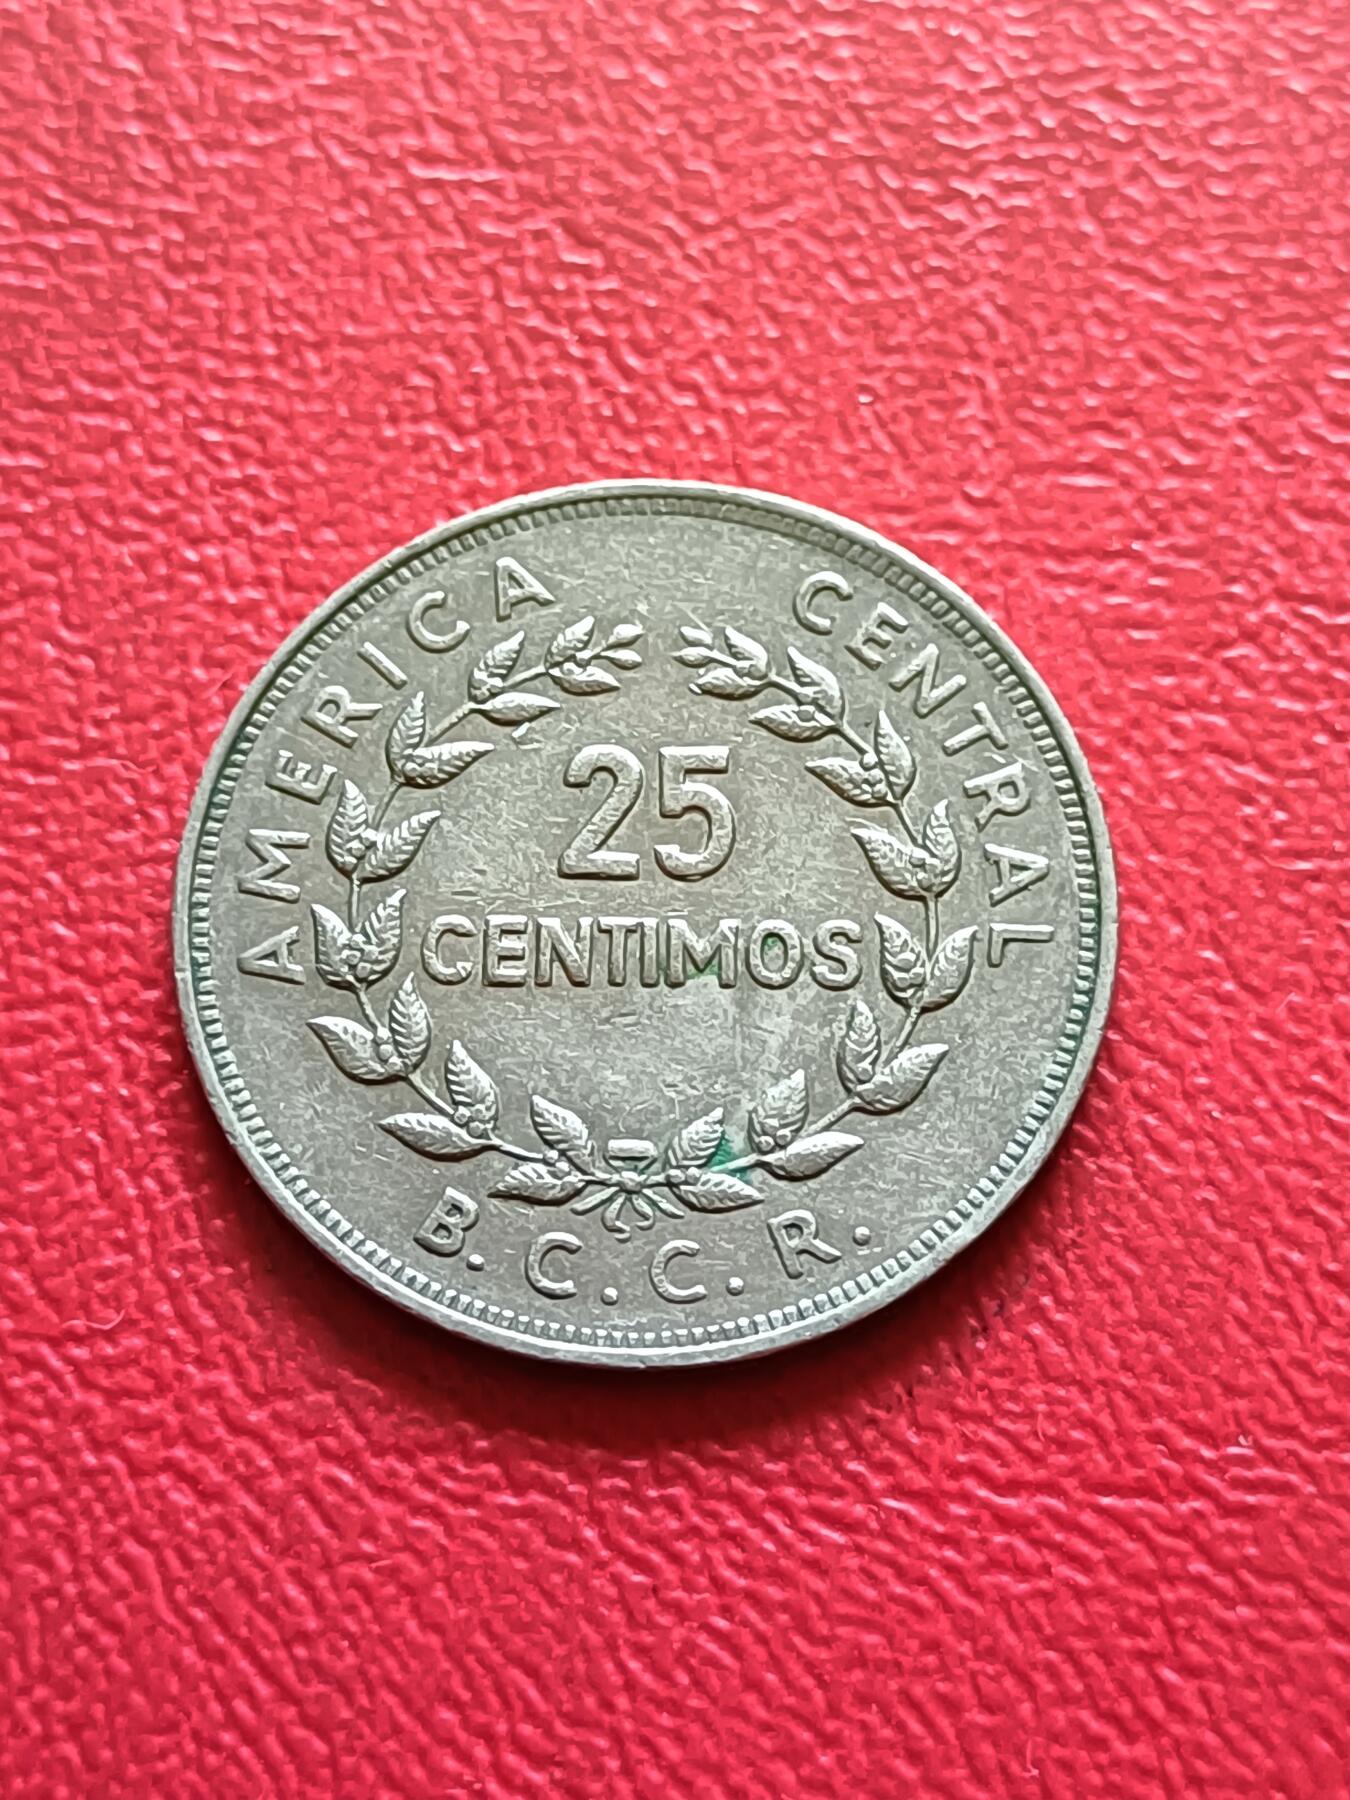 AMERICA CENTRAL
25
CENTIMOS
B.C.C.R.